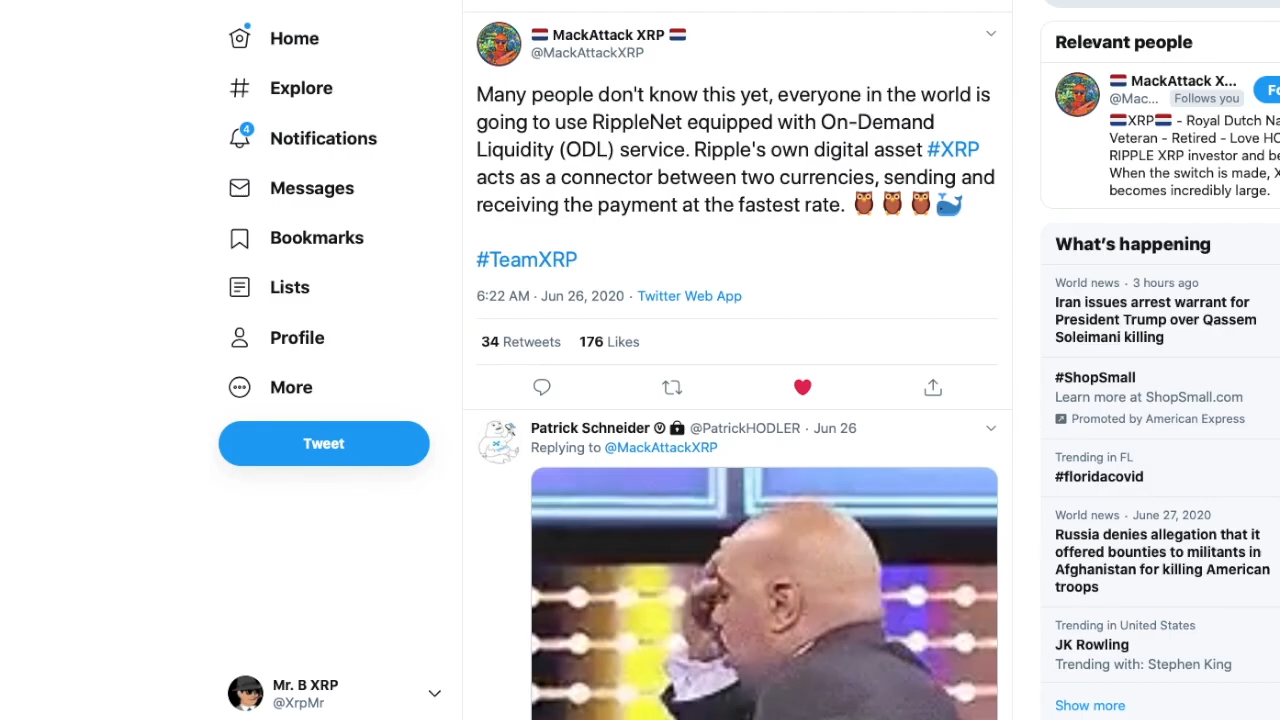 Home
Explore
4
Notifications
Messages
Bookmarks
Lists
Profile
More
Tweet
Mr. B XRP
@XrpMr
MackAttack XRP
@MackAttackXRP
Many people don't know this yet, everyone in the world is
going to use RippleNet equipped with On-Demand
Liquidity (ODL) service. Ripple's own digital asset #XRP
acts as a connector between two currencies, sending and
receiving the payment at the fastest rate.
#TeamXRP
6:22 AM · Jun 26, 2020 · Twitter Web App
34 Retweets 176 Likes
Patrick Schneider @PatrickHODLER · Jun 26
Replying to @MackAttackXRP
Relevant people
MackAttack X...
@Mac... Follows you
Fo
XRP - Royal Dutch Na
Veteran - Retired - Love HO
RIPPLE XRP investor and be
When the switch is made, X
becomes incredibly large.
What's happening
World news · 3 hours ago
Iran issues arrest warrant for
President Trump over Qassem
Soleimani killing
#ShopSmall
Learn more at ShopSmall.com
Promoted by American Express
Trending in FL
#floridacovid
World news · June 27, 2020
Russia denies allegation that it
offered bounties to militants in
Afghanistan for killing American
troops
Trending in United States
JK Rowling
Trending with: Stephen King
Show more